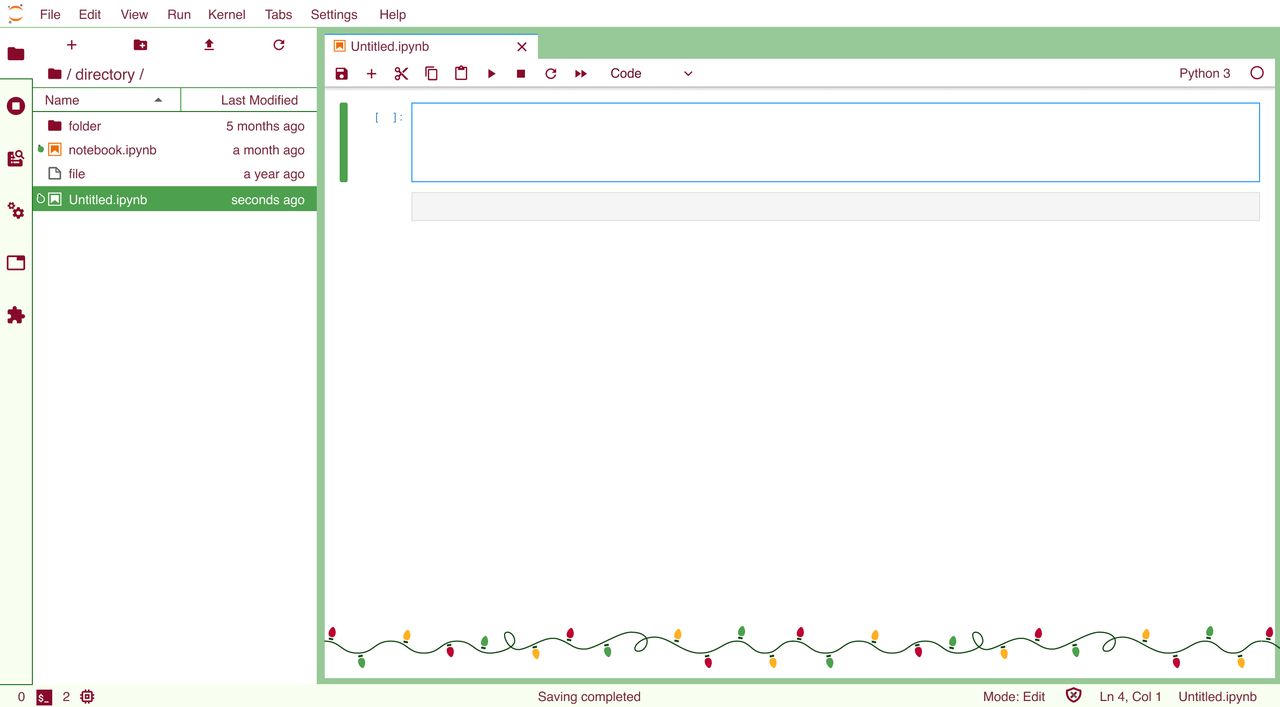 File Edit View Run Kernel Tabs Settings Help
/ directory /
Name Last Modified
folder 5 months ago
notebook.ipynb a month ago
file a year ago
Untitled.ipynb seconds ago
Untitled.ipynb
Code Python 3
[ ]:
0 $_ 2 Saving completed Mode: Edit Ln 4, Col 1 Untitled.ipynb